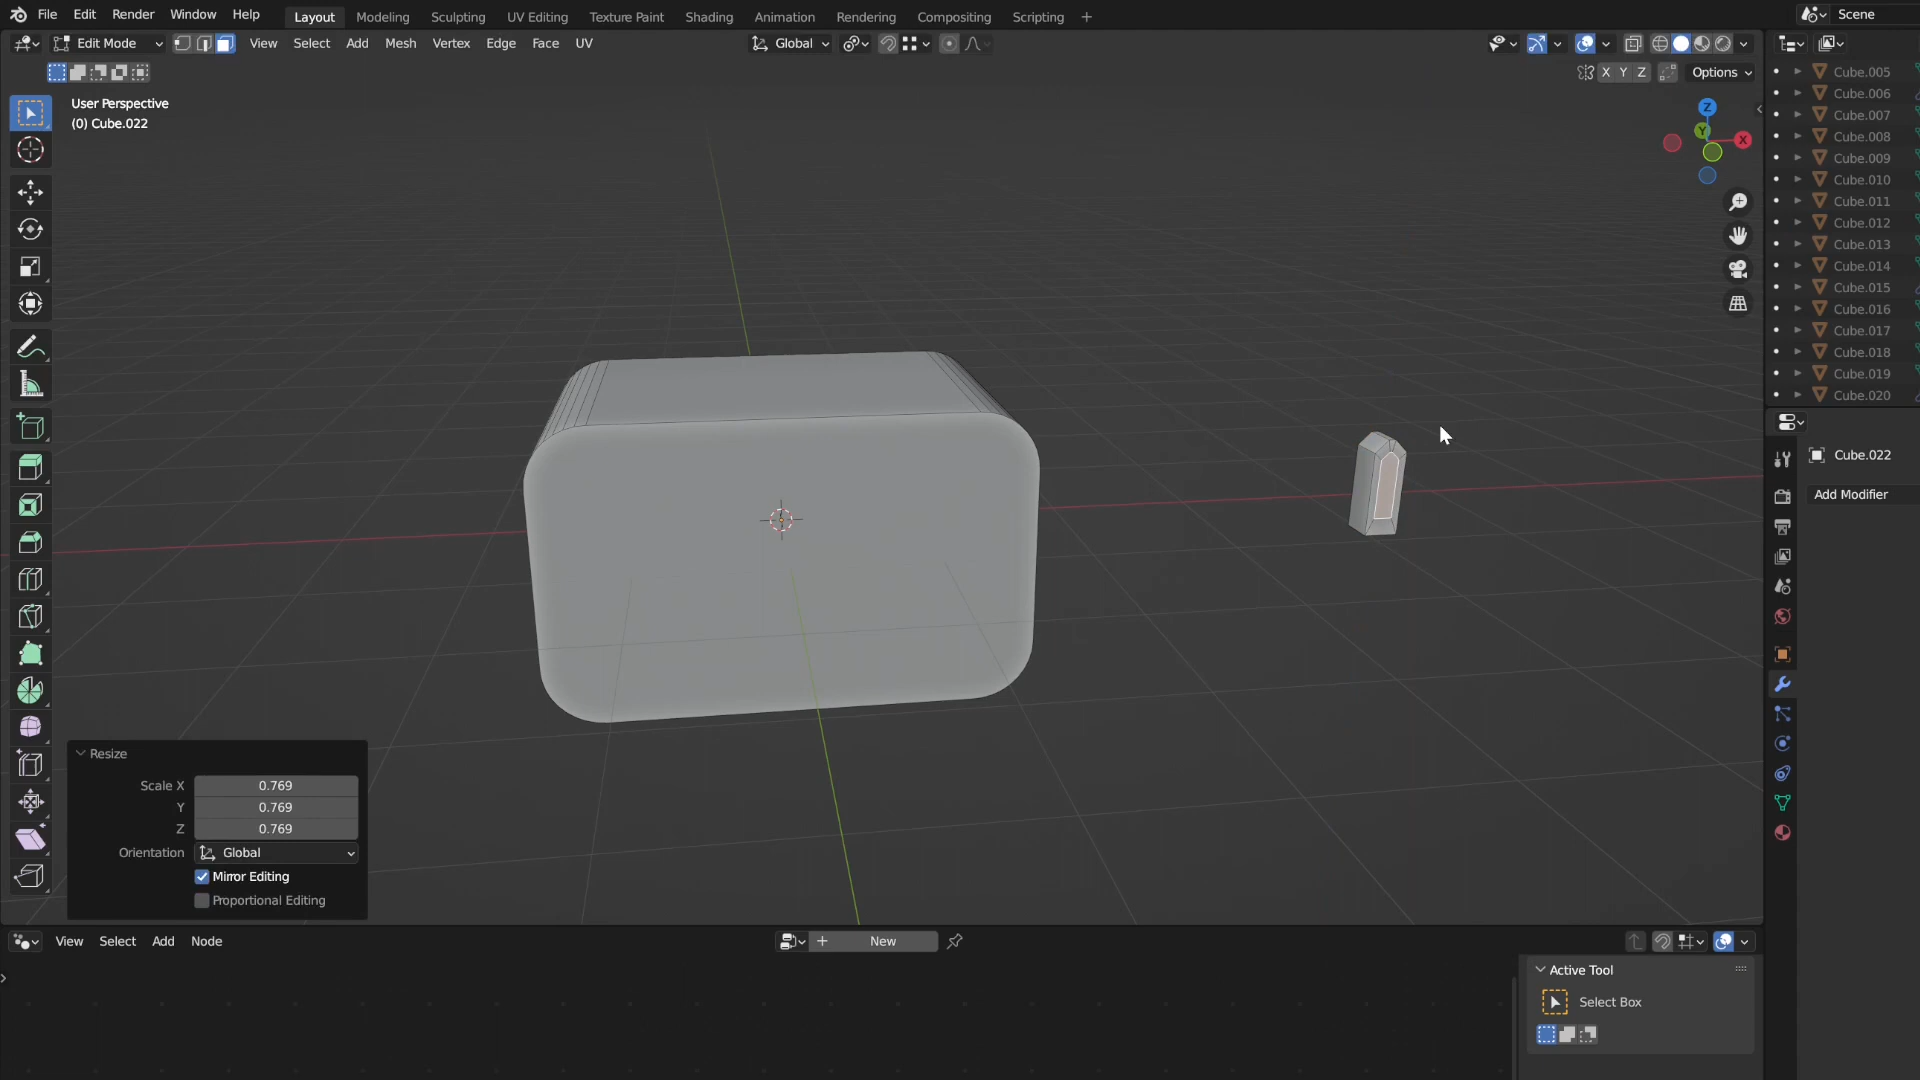 File Edit Render Window Help Layout Modeling Sculpting UV Editing Texture Paint Shading Animation Rendering Compositing Scripting + Scene
Edit Mode View Select Add Mesh Vertex Edge Face UV Global
X Y Z Options
User Perspective
(0) Cube.022
Z
Y
X
Cube.005
Cube.006
Cube.007
Cube.008
Cube.009
Cube.010
Cube.011
Cube.012
Cube.013
Cube.014
Cube.015
Cube.016
Cube.017
Cube.018
Cube.019
Cube.020
Cube.022
Add Modifier
Resize
Scale X 0.769
Y 0.769
Z 0.769
Orientation Global
Mirror Editing
Proportional Editing
View Select Add Node New
Active Tool
Select Box